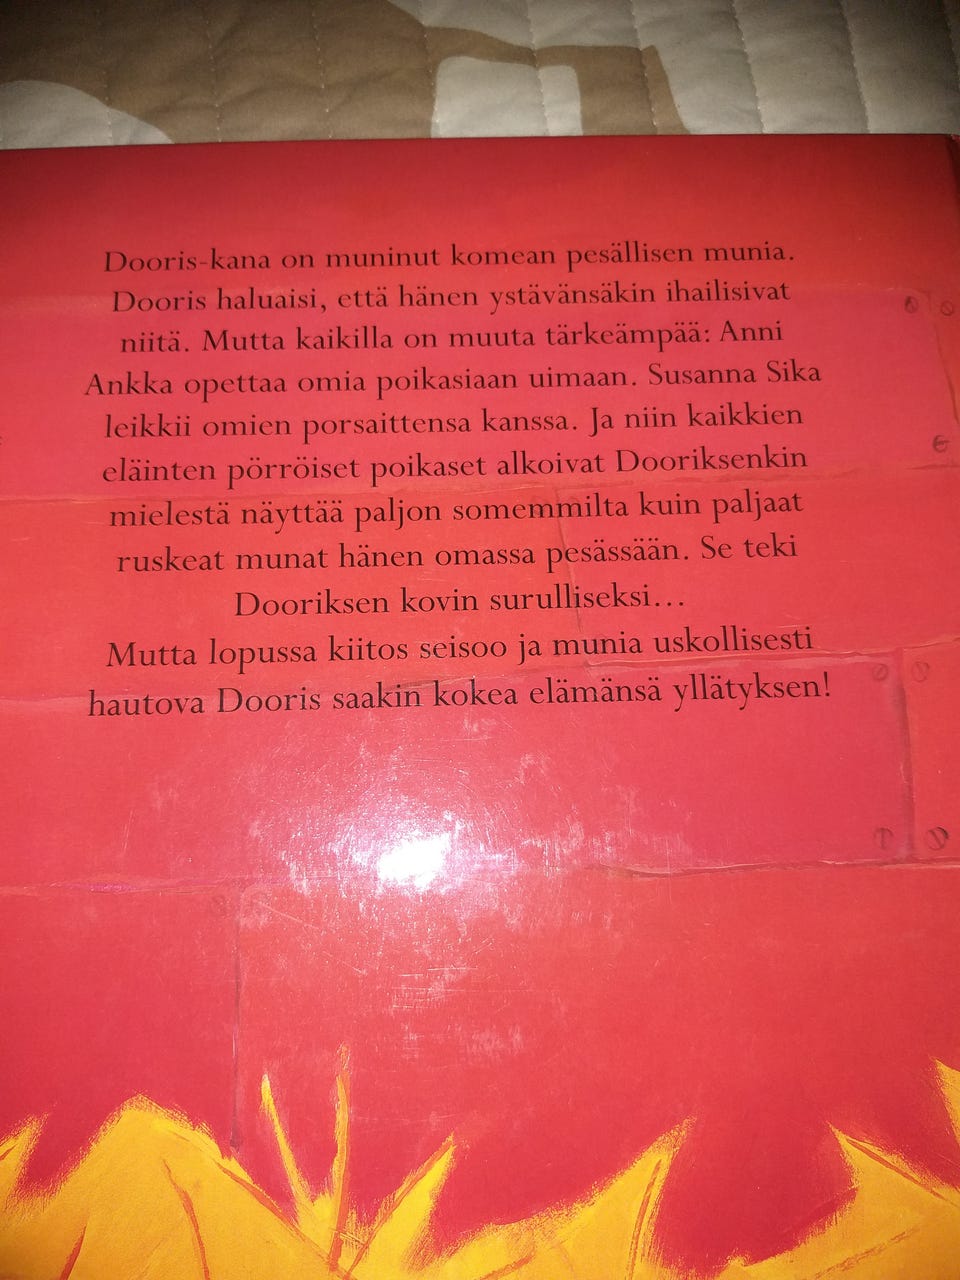 Dooris-kana on muninut komean pesällisen munia.
Dooris haluaisi, että hänen ystävänsäkin ihailisivat
niitä. Mutta kaikilla on muuta tärkeämpää: Anni
Ankka opettaa omia poikasiaan uimaan. Susanna Sika
leikkii omien porsaittensa kanssa. Ja niin kaikkien
eläinten pörröiset poikaset alkoivat Dooriksenkin
mielestä näyttää paljon somemmilta kuin paljaat
ruskeat munat hänen omassa pesässään. Se teki
Dooriksen kovin surulliseksi...
Mutta lopussa kiitos seisoo ja munia uskollisesti
hautova Dooris saakin kokea elämänsä yllätyksen!